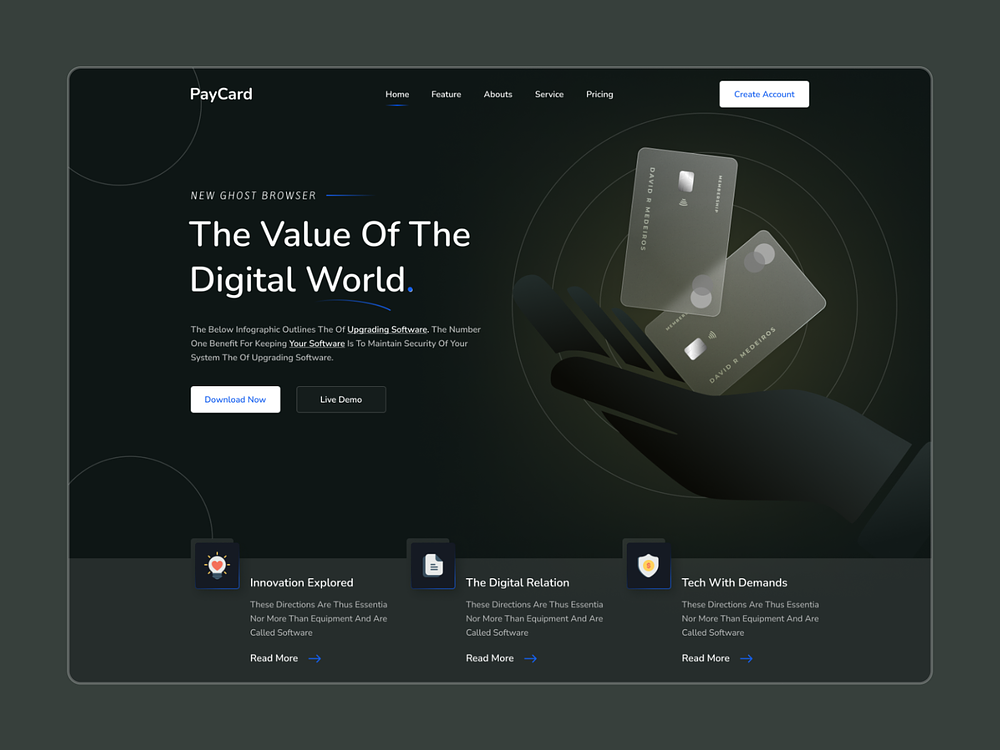 PayCard
Home
Feature
Abouts
Service
Pricing
Create Account
NEW GHOST BROWSER
The Value Of The
Digital World.
The Below Infographic Outlines The Of Upgrading Software. The Number
One Benefit For Keeping Your Software Is To Maintain Security Of Your
System The Of Upgrading Software.
Download Now
Live Demo
DAVID R MEDEIROS
MEMBERSHIP
DAVID R MEDEIROS
Innovation Explored
These Directions Are Thus Essentia
Nor More Than Equipment And Are
Called Software
Read More
The Digital Relation
These Directions Are Thus Essentia
Nor More Than Equipment And Are
Called Software
Read More
Tech With Demands
These Directions Are Thus Essentia
Nor More Than Equipment And Are
Called Software
Read More